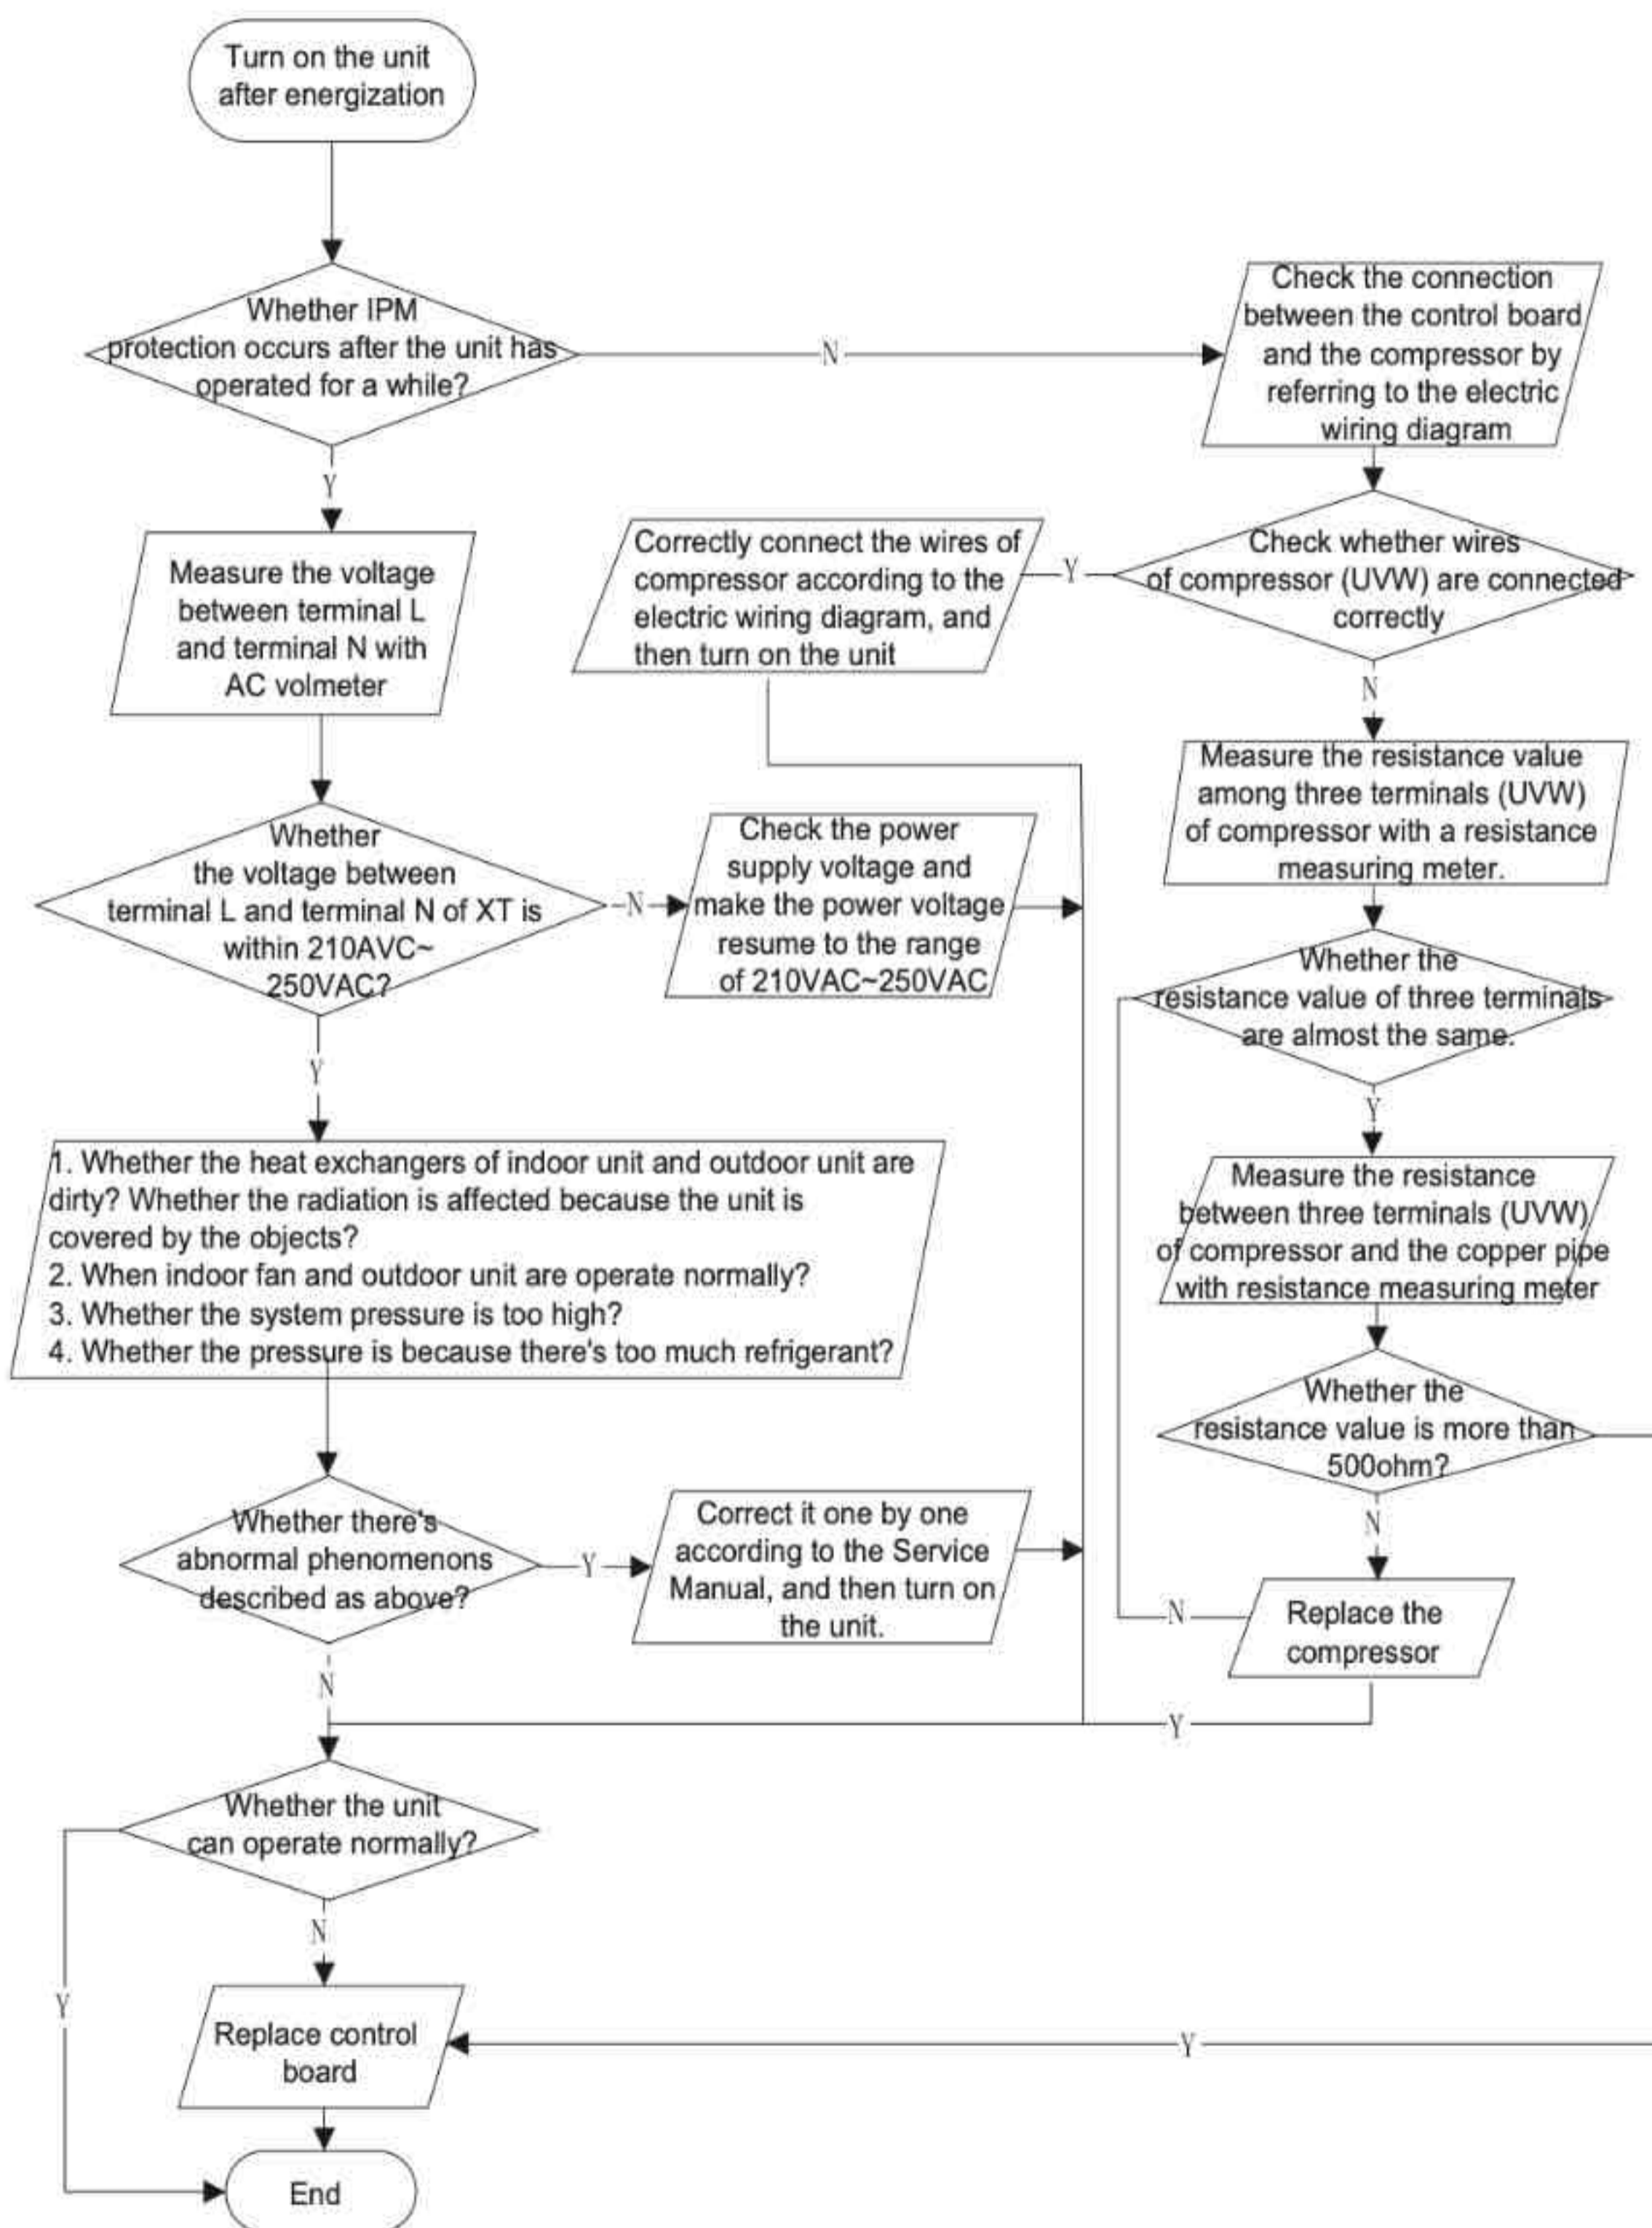 Turn on the unit
after energization
Whether IPM
protection occurs after the unit has
operated for a while?
N
Check the connection
between the control board
and the compressor by
referring to the electric
wiring diagram
Y
Measure the voltage
between terminal L
and terminal N with
AC volmeter
Correctly connect the wires of
compressor according to the
electric wiring diagram, and
then turn on the unit
Y
Check whether wires
of compressor (UVW) are connected
correctly
N
Measure the resistance value
among three terminals (UVW)
of compressor with a resistance
measuring meter.
Whether
the voltage between
terminal L and terminal N of XT is
within 210AVC~
250VAC?
N
Check the power
supply voltage and
make the power voltage
resume to the range
of 210VAC~250VAC
Whether the
resistance value of three terminals
are almost the same.
Y
Y
1. Whether the heat exchangers of indoor unit and outdoor unit are
dirty? Whether the radiation is affected because the unit is
covered by the objects?
2. When indoor fan and outdoor unit are operate normally?
3. Whether the system pressure is too high?
4. Whether the pressure is because there's too much refrigerant?
Measure the resistance
between three terminals (UVW)
of compressor and the copper pipe
with resistance measuring meter
Whether the
resistance value is more than
500ohm?
N
Whether there's
abnormal phenomenons
described as above?
Y
Correct it one by one
according to the Service
Manual, and then turn on
the unit.
N
Replace the
compressor
N
Y
Whether the unit
can operate normally?
N
Y
Replace control
board
Y
End